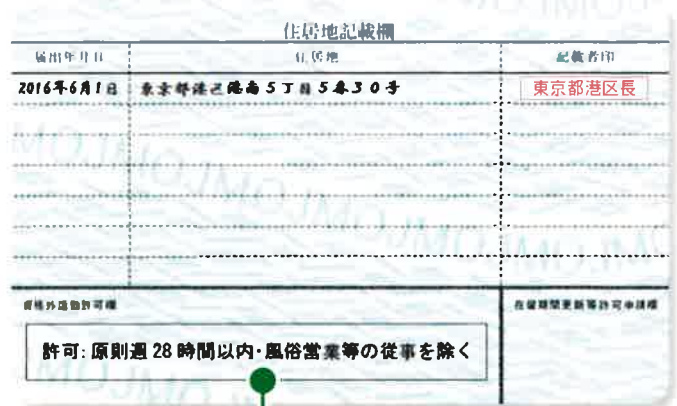 住居地記載欄
届出年月日 住居地 記載者印
2016年6月1日 東京都港区港南5丁目5番30号 東京都港区長
資格外活動許可欄 在留期間更新等許可申請欄
許可: 原則週28時間以内・風俗営業等の従事を除く